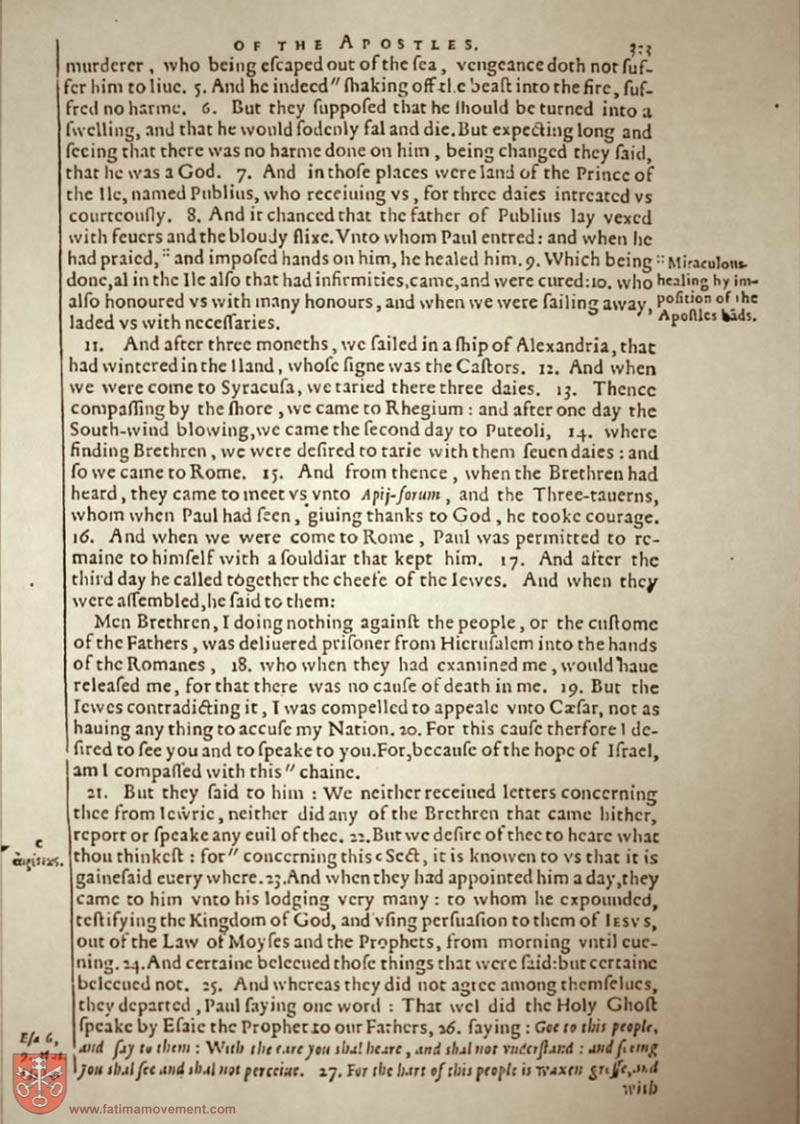 OF THE APOSTLES.
murderer, who being eſcaped out of the ſea, vengeance doth not ſuf-
fer him to liue. 5. And he indeed " ſhaking off the beaſt into the fire, ſuf-
fred no harme. 6. But they ſuppoſed that he ſhould be turned into a
ſwelling, and that he would ſodenly fal and die. But expecting long and
ſeeing that there was no harme done on him, being changed they ſaid,
that he was a God. 7. And in thoſe places were land of the Prince of
the Ile, named Publius, who receiuing vs, for three daies intreated vs
courteouſly. 8. And it chanced that the father of Publius lay vexed
with feuers and the bloudy flixe. Vnto whom Paul entred: and when he
had praied, :: and impoſed hands on him, he healed him. 9. Which being
done, al in the Ile alſo that had infirmities, came, and were cured: 10. who
alſo honoured vs with many honours, and when we were ſailing away,
laded vs with neceſſaries.
:: Miraculous
healing by im-
poſition of the
Apoſtles hāds.
11. And after three moneths, we ſailed in a ſhip of Alexandria, that
had wintered in the Iland, whoſe ſigne was the Caſtors. 12. And when
we were come to Syracuſa, we taried there three daies. 13. Thence
compaſſing by the ſhore, we came to Rhegium: and after one day the
South-wind blowing, we came the ſecond day to Puteoli, 14. where
finding Brethren, we were deſired to tarie with them ſeuen daies: and
ſo we came to Rome. 15. And from thence, when the Brethren had
heard, they came to meet vs vnto Apij-forum, and the Three-tauerns,
whom when Paul had ſeen, giuing thanks to God, he tooke courage.
16. And when we were come to Rome, Paul was permitted to re-
maine to himſelf with a ſouldiar that kept him. 17. And after the
third day he called together the cheefe of the Iewes. And when they
were aſſembled, he ſaid to them:
Men Brethren, I doing nothing againſt the people, or the cuſtome
of the Fathers, was deliuered priſoner from Hieruſalem into the hands
of the Romanes, 18. who when they had examined me, would haue
releaſed me, for that there was no cauſe of death in me. 19. But the
Iewes contradicting it, I was compelled to appeale vnto Cæſar, not as
hauing any thing to accuſe my Nation. 20. For this cauſe therfore I de-
ſired to ſee you and to ſpeake to you. For, becauſe of the hope of Iſrael,
am I compaſſed with this " chaine.
21. But they ſaid to him: We neither receiued letters concerning
thee from Iewrie, neither did any of the Brethren that came hither,
report or ſpeake any euil of thee. 22. But we deſire of thee to heare what
thou thinkeſt: for " concerning this c Sect, it is knowen to vs that it is
gaineſaid euery where. 23. And when they had appointed him a day, they
came to him vnto his lodging very many: to whom he expounded,
teſtifying the Kingdom of God, and vſing perſuaſion to them of IESVS,
out of the Law of Moyſes and the Prophets, from morning vntil eue-
ning. 24. And certaine beleeued thoſe things that were ſaid: but certaine
beleeued not. 25. And whereas they did not agree among themſelues,
they departed, Paul ſaying one word: That wel did the Holy Ghoſt
ſpeake by Eſaie the Prophet to our Fathers, 26. ſaying: Goe to this people,
and ſay to them: With the eare you shal heare, and shal not vnderſtand: and ſeeing
you shal ſee and shal not perceiue. 27. For the hart of this people is waxen groſſe, and
with
c
Eſa 6,
www.fatimamovement.com